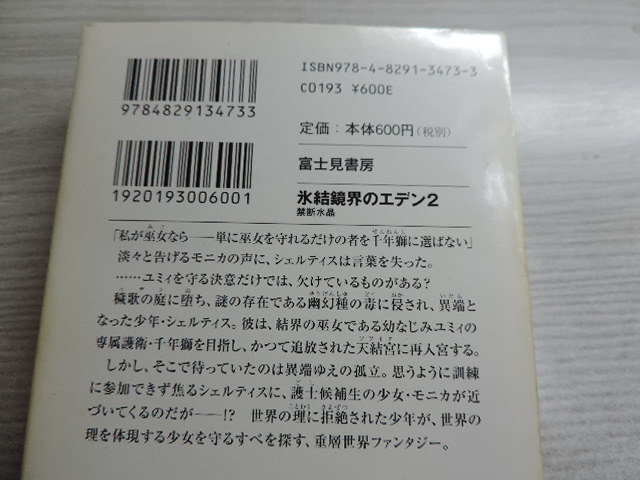 ISBN978-4-8291-3473-3
C0193 ¥600E
9784829134733
定価：本体600円（税別）
富士見書房
1920193006001
氷結鏡界のエデン2
禁断水晶
「私が巫女なら――単に巫女を守れるだけの者を千年獅に選ばない」
淡々と告げるモニカの声に、シェルティスは言葉を失った。
……ユミィを守る決意だけでは、欠けているものがある？
穢歌の庭に堕ち、謎の存在である幽幻種の毒に侵され、異端と
なった少年・シェルティス。彼は、結界の巫女である幼なじみユミィの
専属護衛・千年獅を目指し、かつて追放された天結宮に再入宮する。
しかし、そこで待っていたのは異端ゆえの孤立。思うように訓練
に参加できず焦るシェルティスに、護士候補生の少女・モニカが近
づいてくるのだが――!? 世界の理に拒絶された少年が、世界の
理を体現する少女を守るすべを探す、重層世界ファンタジー。